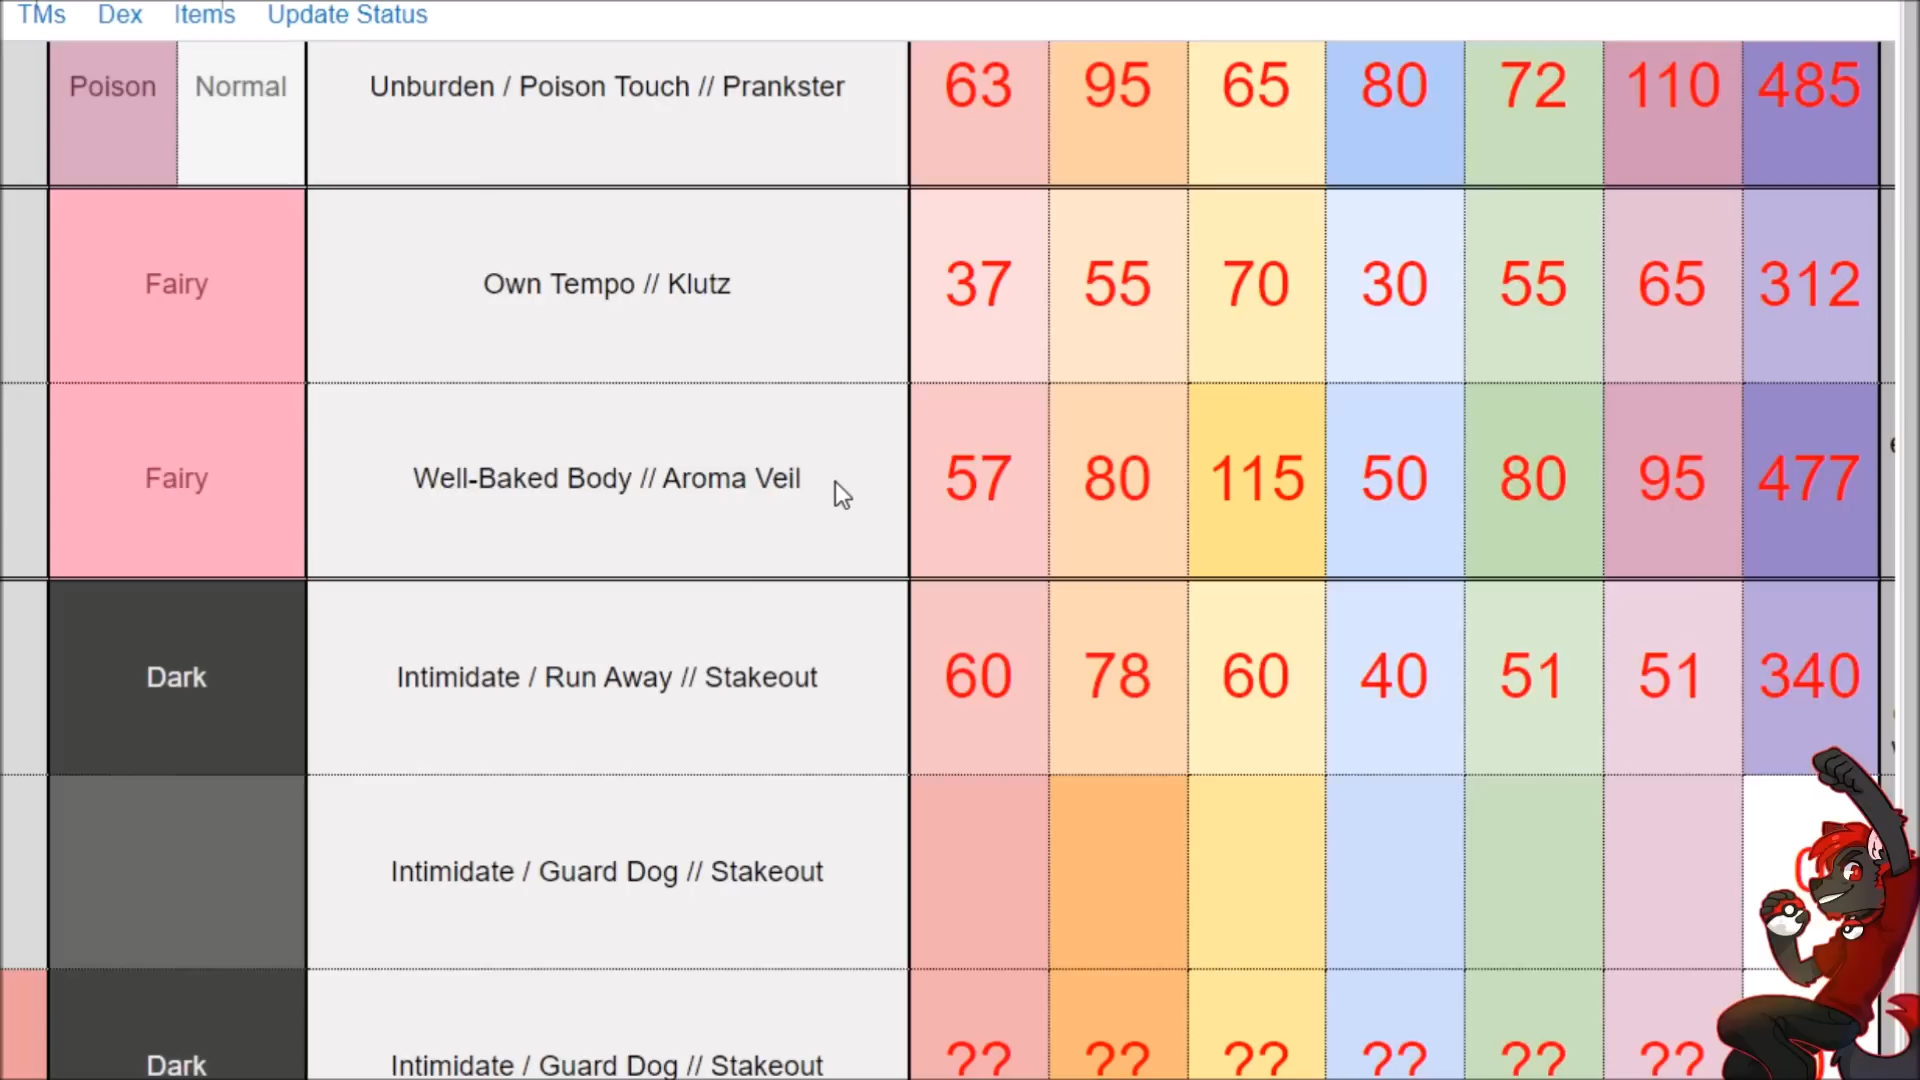 TMs Dex Items Update Status
Poison Normal Unburden / Poison Touch // Prankster 63 95 65 80 72 110 485
Fairy Own Tempo // Klutz 37 55 70 30 55 65 312
Fairy Well-Baked Body // Aroma Veil 57 80 115 50 80 95 477
Dark Intimidate / Run Away // Stakeout 60 78 60 40 51 51 340
Intimidate / Guard Dog // Stakeout
Dark Intimidate / Guard Dog // Stakeout ?? ?? ?? ?? ?? ??